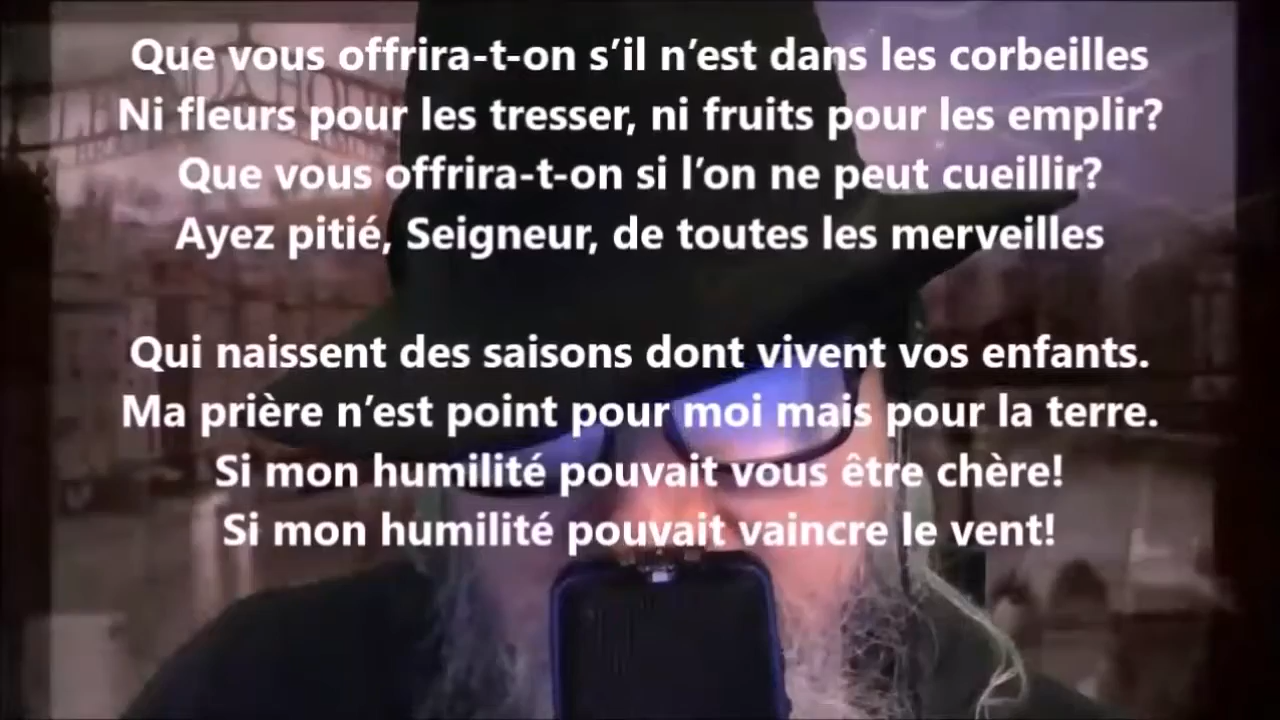 Que vous offrira-t-on s’il n’est dans les corbeilles
Ni fleurs pour les tresser, ni fruits pour les emplir?
Que vous offrira-t-on si l’on ne peut cueillir?
Ayez pitié, Seigneur, de toutes les merveilles
Qui naissent des saisons dont vivent vos enfants.
Ma prière n’est point pour moi mais pour la terre.
Si mon humilité pouvait vous être chère!
Si mon humilité pouvait vaincre le vent!